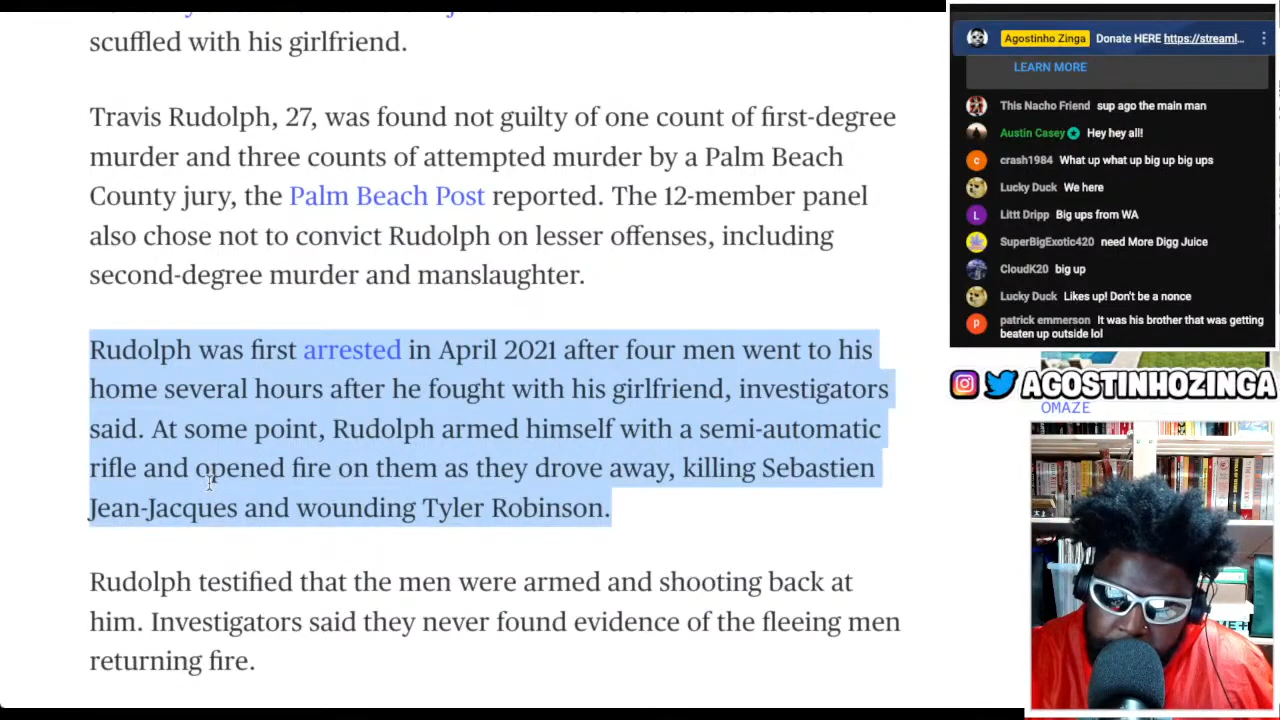 scuffled with his girlfriend.
Travis Rudolph, 27, was found not guilty of one count of first-degree
murder and three counts of attempted murder by a Palm Beach
County jury, the Palm Beach Post reported. The 12-member panel
also chose not to convict Rudolph on lesser offenses, including
second-degree murder and manslaughter.
Rudolph was first arrested in April 2021 after four men went to his
home several hours after he fought with his girlfriend, investigators
said. At some point, Rudolph armed himself with a semi-automatic
rifle and opened fire on them as they drove away, killing Sebastien
Jean-Jacques and wounding Tyler Robinson.
Rudolph testified that the men were armed and shooting back at
him. Investigators said they never found evidence of the fleeing men
returning fire.
Agostinho Zinga Donate HERE https://streaml...
LEARN MORE
This Nacho Friend sup ago the main man
Austin Casey Hey hey all!
crash1984 What up what up big up big ups
Lucky Duck We here
L Littt Dripp Big ups from WA
SuperBigExotic420 need More Digg Juice
CloudK20 big up
Lucky Duck Likes up! Don't be a nonce
P patrick emmerson It was his brother that was getting
beaten up outside lol
AGOSTINHOZINGA
OMAZE